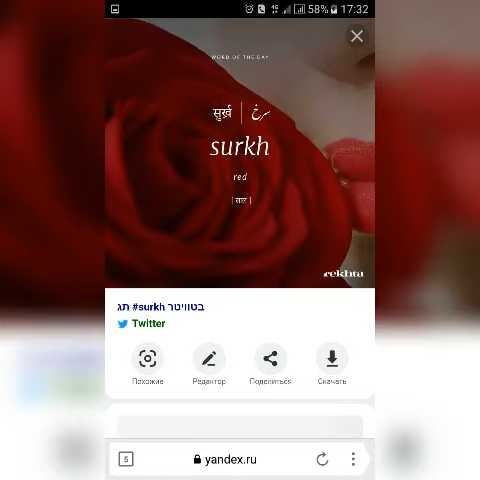 58% 17:32
WORD OF THE DAY
सुर्ख़ | سرخ
surkh
red
[ लाल ]
rekhta
תג #surkh בטוויטר
Twitter
Похожие Редактор Поделиться Скачать
5 yandex.ru